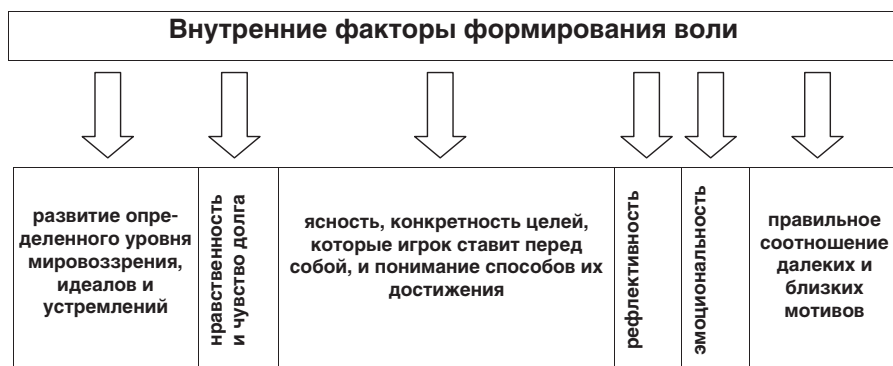 Внутренние факторы формирования воли
развитие опре-
деленного уровня
мировоззрения,
идеалов и
устремлений
нравственность
и чувство долга
ясность, конкретность целей,
которые игрок ставит перед
собой, и понимание способов их
достижения
рефлективность
эмоциональность
правильное
соотношение
далеких и
близких
мотивов